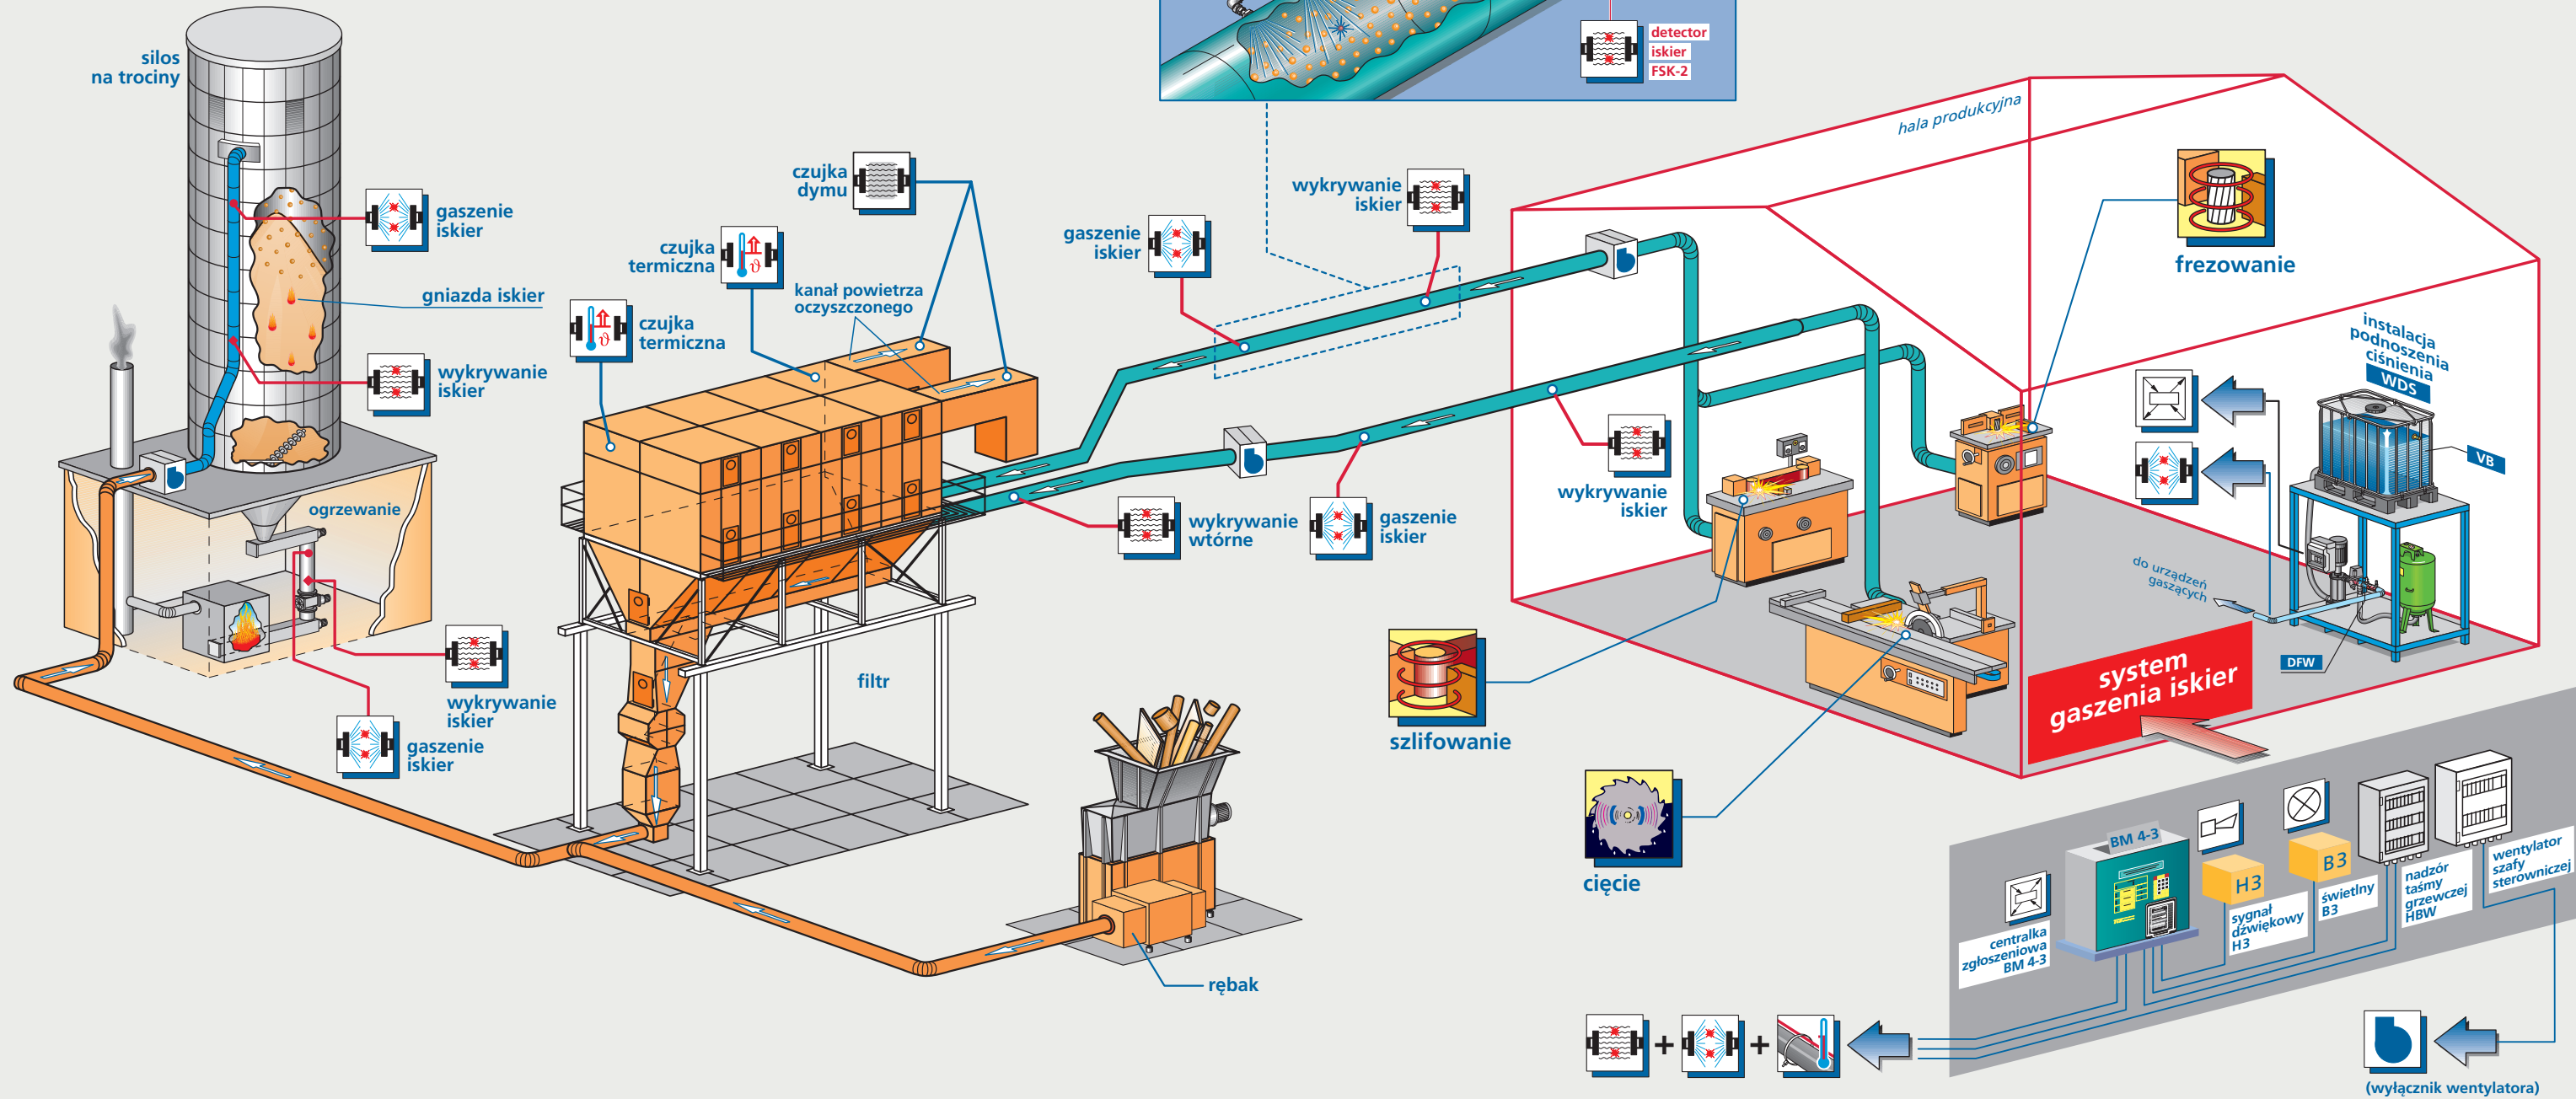 silos
na trociny
gaszenie
iskier
gniazda iskier
wykrywanie
iskier
ogrzewanie
wykrywanie
iskier
gaszenie
iskier
czujka
dymu
czujka
termiczna
czujka
termiczna
kanał powietrza
oczyszczonego
filtr
rębak
detector
iskier
FSK-2
wykrywanie
iskier
gaszenie
iskier
wykrywanie
wtórne
gaszenie
iskier
wykrywanie
iskier
hala produkcyjna
frezowanie
szlifowanie
cięcie
instalacja
podnoszenia
ciśnienia
WDS
VB
do urządzeń
gaszących
DFW
system
gaszenia iskier
BM 4-3
centralka
zgłoszeniowa
BM 4-3
H3
sygnał
dźwiękowy
H3
B3
świetlny
B3
nadzór
taśmy
grzewczej
HBW
wentylator
szafy
sterowniczej
+ +
(wyłącznik wentylatora)